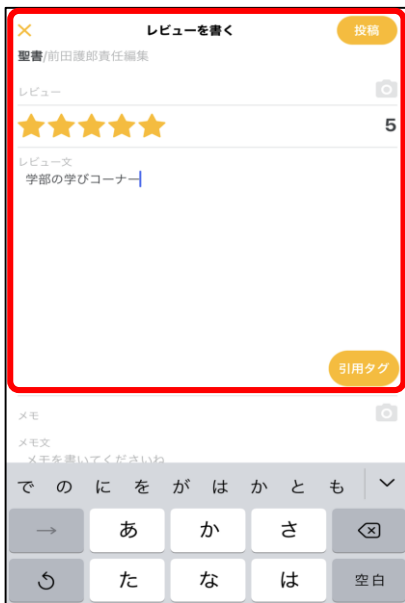 レビューを書く
投稿
聖書/前田護郎責任編集
レビュー
5
レビュー文
学部の学びコーナー
引用タグ
メモ
メモ文
メモを書いてくださいね
で の に を が は か と も
→ あ か さ
た な は 空白